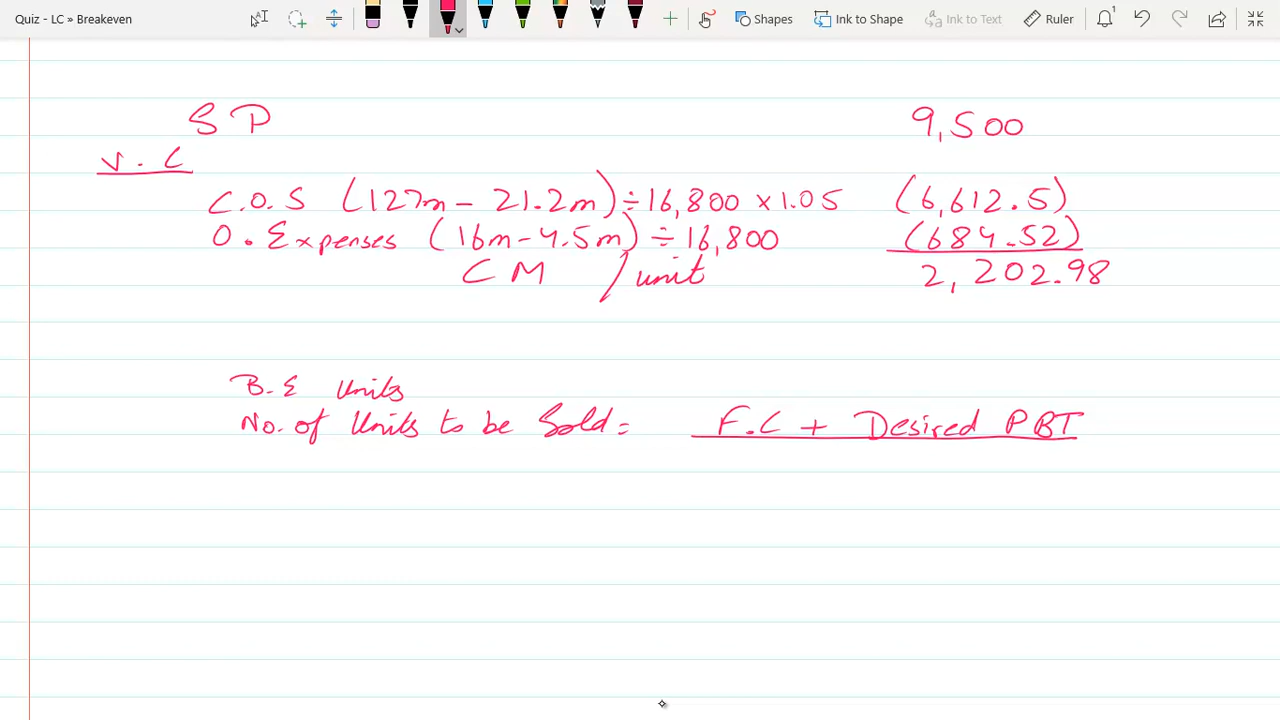 Quiz - LC » Breakeven
Shapes
Ink to Shape
Ink to Text
Ruler
1
S P 9,500
V . C
C.O.S (127m - 21.2m) ÷ 16,800 x 1.05 (6,612.5)
O. Expenses (16m - 4.5m) ÷ 16,800 (684.52)
C M /unit 2,202.98
B.E Units
No. of Units to be Sold = F.C + Desired PBT